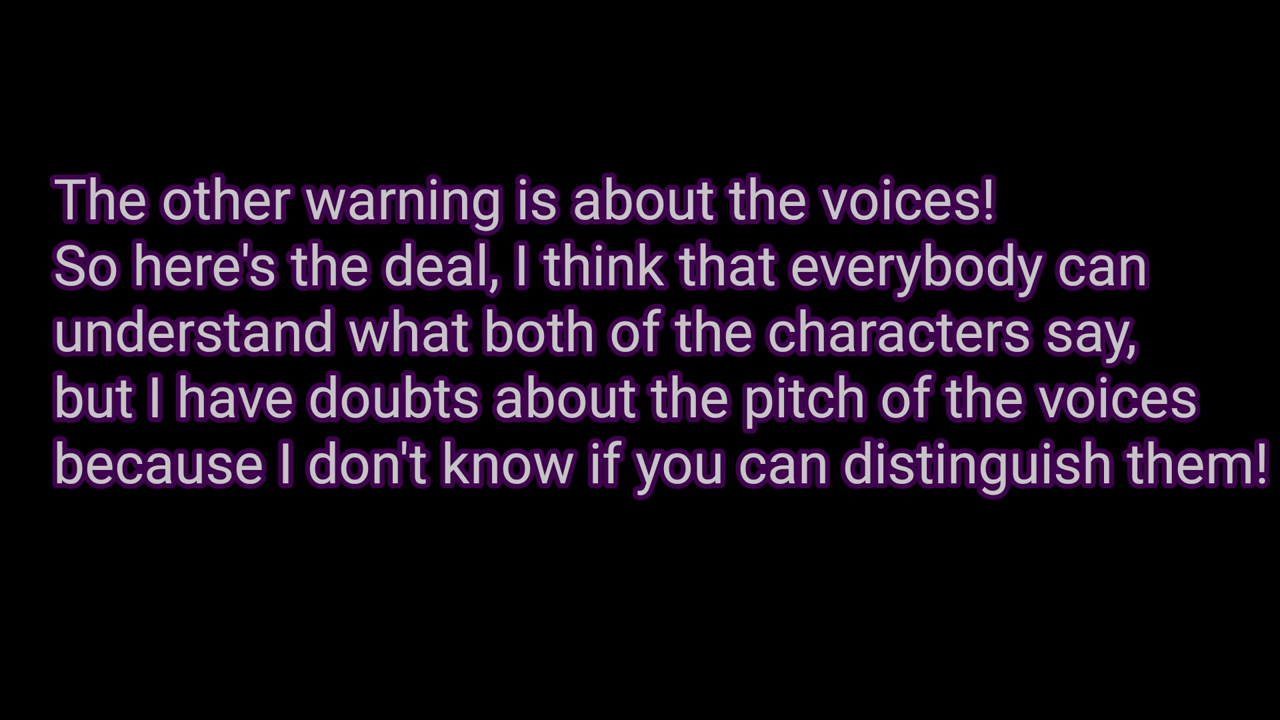 The other warning is about the voices!
So here's the deal, I think that everybody can
understand what both of the characters say,
but I have doubts about the pitch of the voices
because I don't know if you can distinguish them!